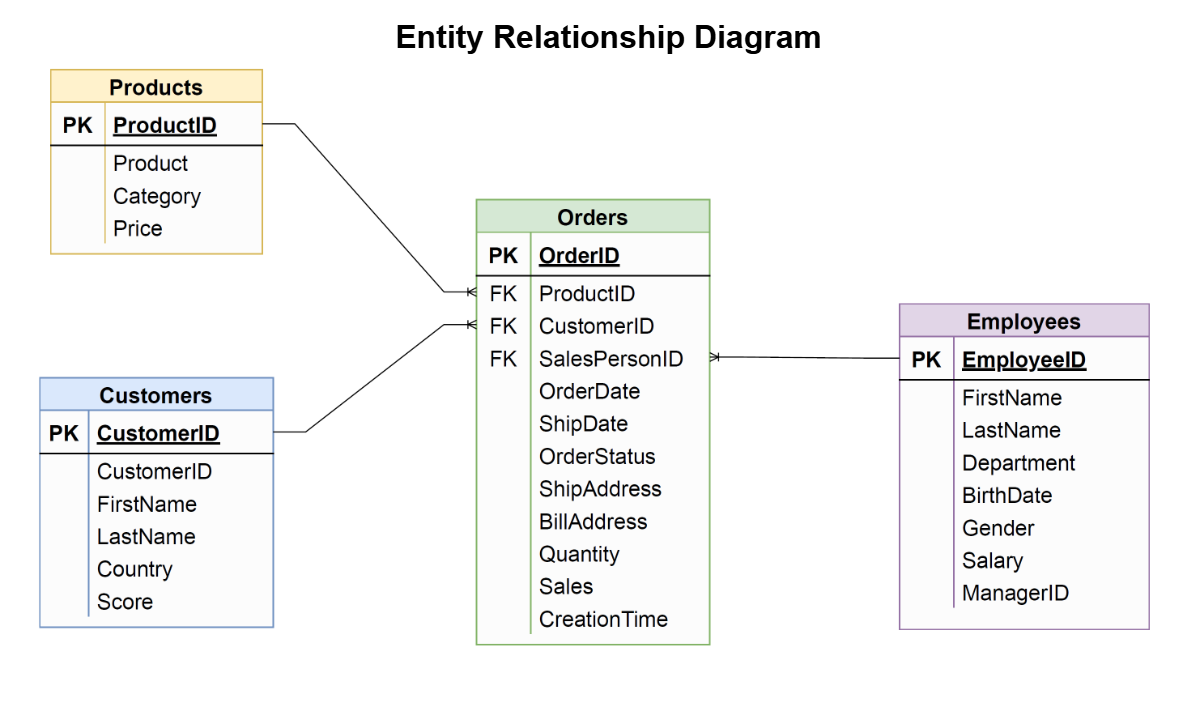 Entity Relationship Diagram
Products
PK ProductID
Product
Category
Price
Customers
PK CustomerID
CustomerID
FirstName
LastName
Country
Score
Orders
PK OrderID
FK ProductID
FK CustomerID
FK SalesPersonID
OrderDate
ShipDate
OrderStatus
ShipAddress
BillAddress
Quantity
Sales
CreationTime
Employees
PK EmployeeID
FirstName
LastName
Department
BirthDate
Gender
Salary
ManagerID